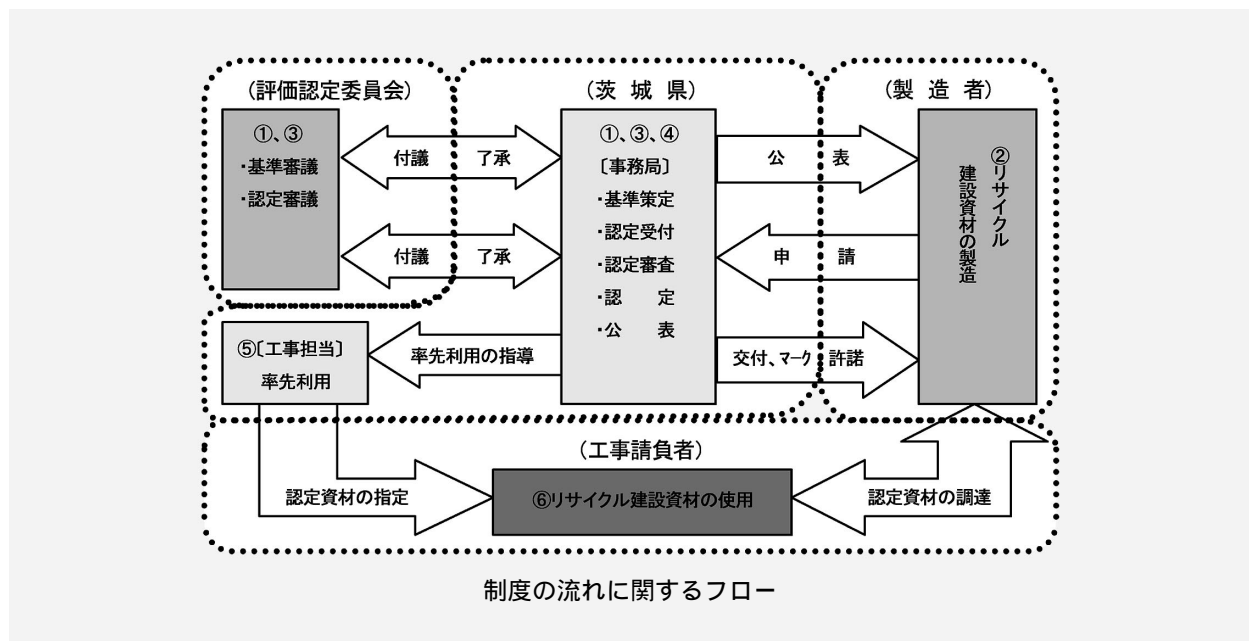 （評価認定委員会）
①、③
・基準審議
・認定審議
付議 了承
付議 了承
（茨 城 県）
①、③、④
〔事務局〕
・基準策定
・認定受付
・認定審査
・認 定
・公 表
公 表
申 請
交付、マーク 許諾
（製 造 者）
②リサイクル
建設資材の製造
率先利用の指導
⑤〔工事担当〕
率先利用
（工事請負者）
認定資材の指定
⑥リサイクル建設資材の使用
認定資材の調達
制度の流れに関するフロー